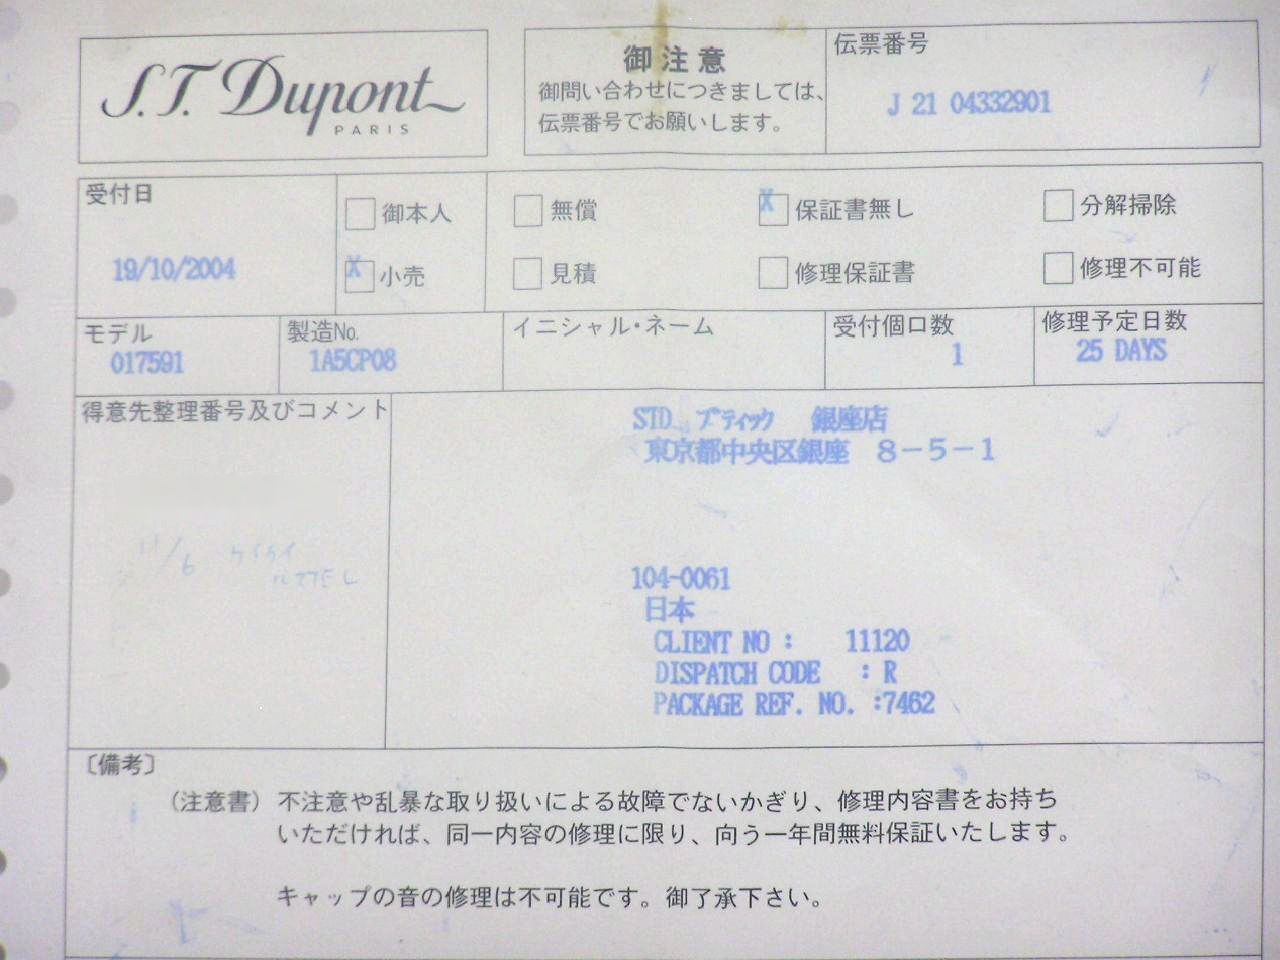 S.T. Dupont
PARIS
御注意
御問い合わせにつきましては、
伝票番号でお願いします。
伝票番号
J 21 04332901
受付日
19/10/2004
御本人
X 小売
無償
見積
X 保証書無し
修理保証書
分解掃除
修理不可能
モデル
017591
製造No.
1A5CP08
イニシャル・ネーム
受付個口数
1
修理予定日数
25 DAYS
得意先整理番号及びコメント
11/6
STD ブティック 銀座店
東京都中央区銀座 8-5-1
104-0061
日本
CLIENT NO : 11120
DISPATCH CODE : R
PACKAGE REF. NO. :7462
〔備考〕
（注意書）不注意や乱暴な取り扱いによる故障でないかぎり、修理内容書をお持ち
いただければ、同一内容の修理に限り、向う一年間無料保証いたします。
キャップの音の修理は不可能です。御了承下さい。